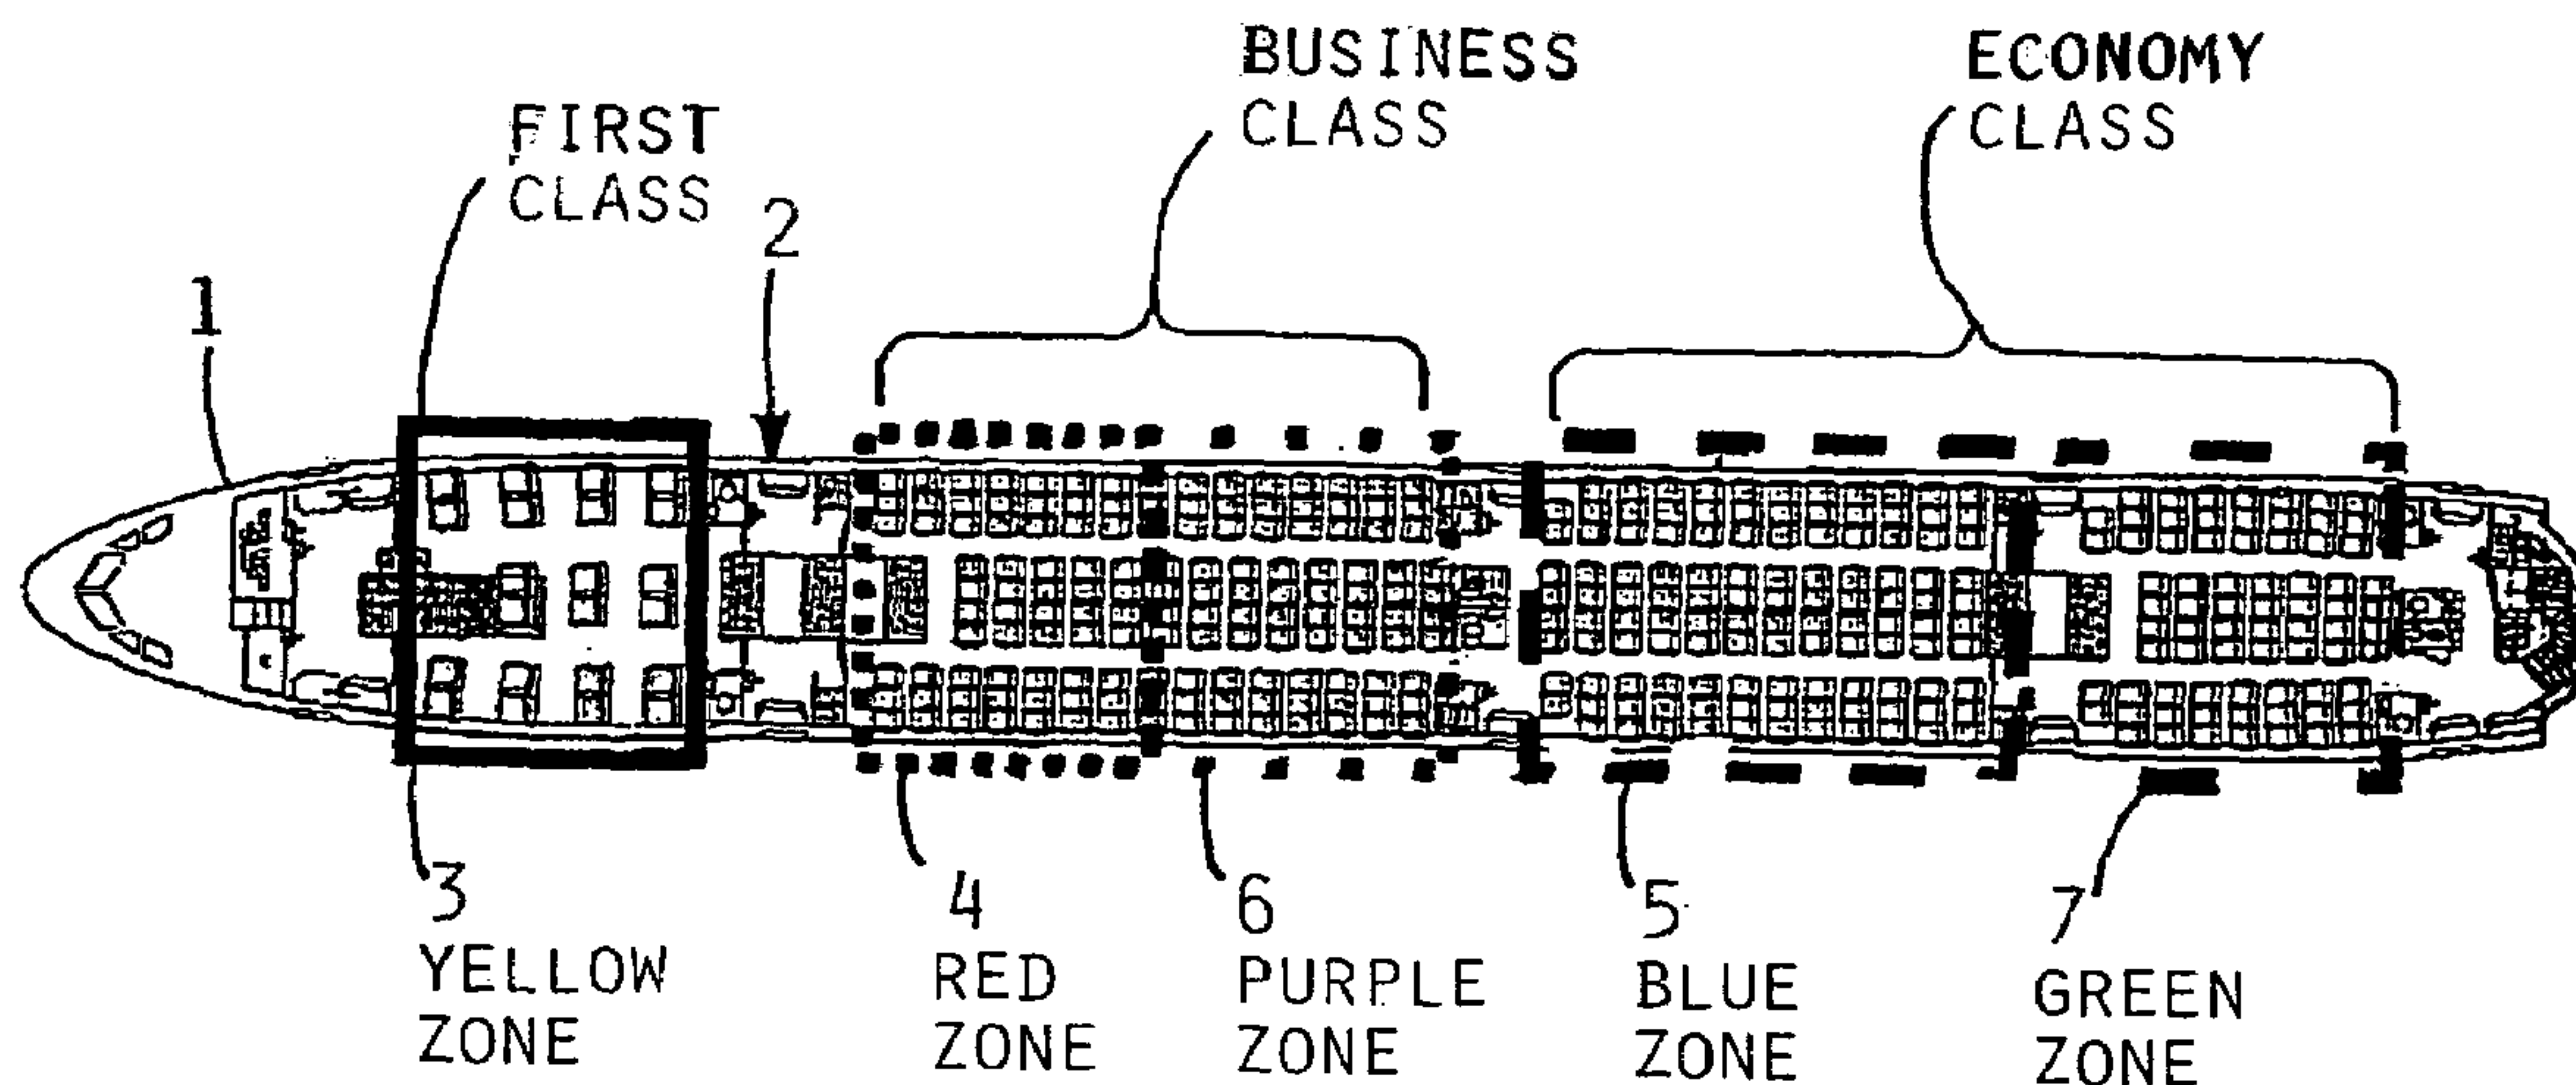 BUSINESS
CLASS
ECONOMY
CLASS
FIRST
CLASS
2
1
3
YELLOW
ZONE
4
RED
ZONE
6
PURPLE
ZONE
5
BLUE
ZONE
7
GREEN
ZONE